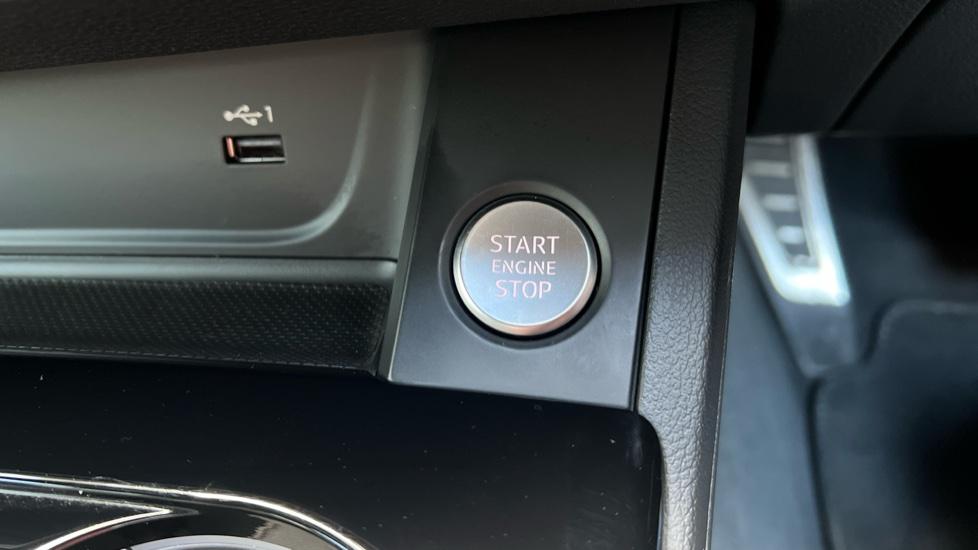 1
START
ENGINE
STOP